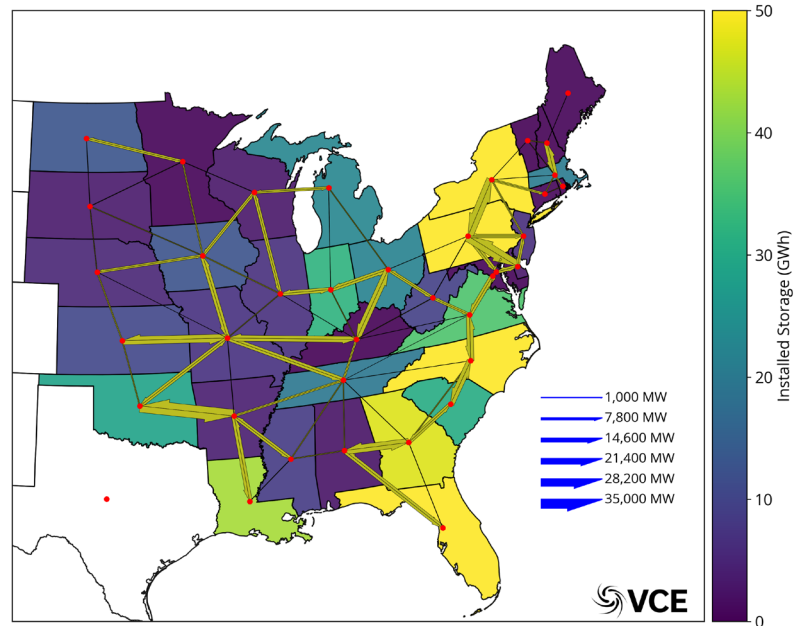 1,000 MW
7,800 MW
14,600 MW
21,400 MW
28,200 MW
35,000 MW
VCE
50
40
30
20
10
0
Installed Storage (GWh)